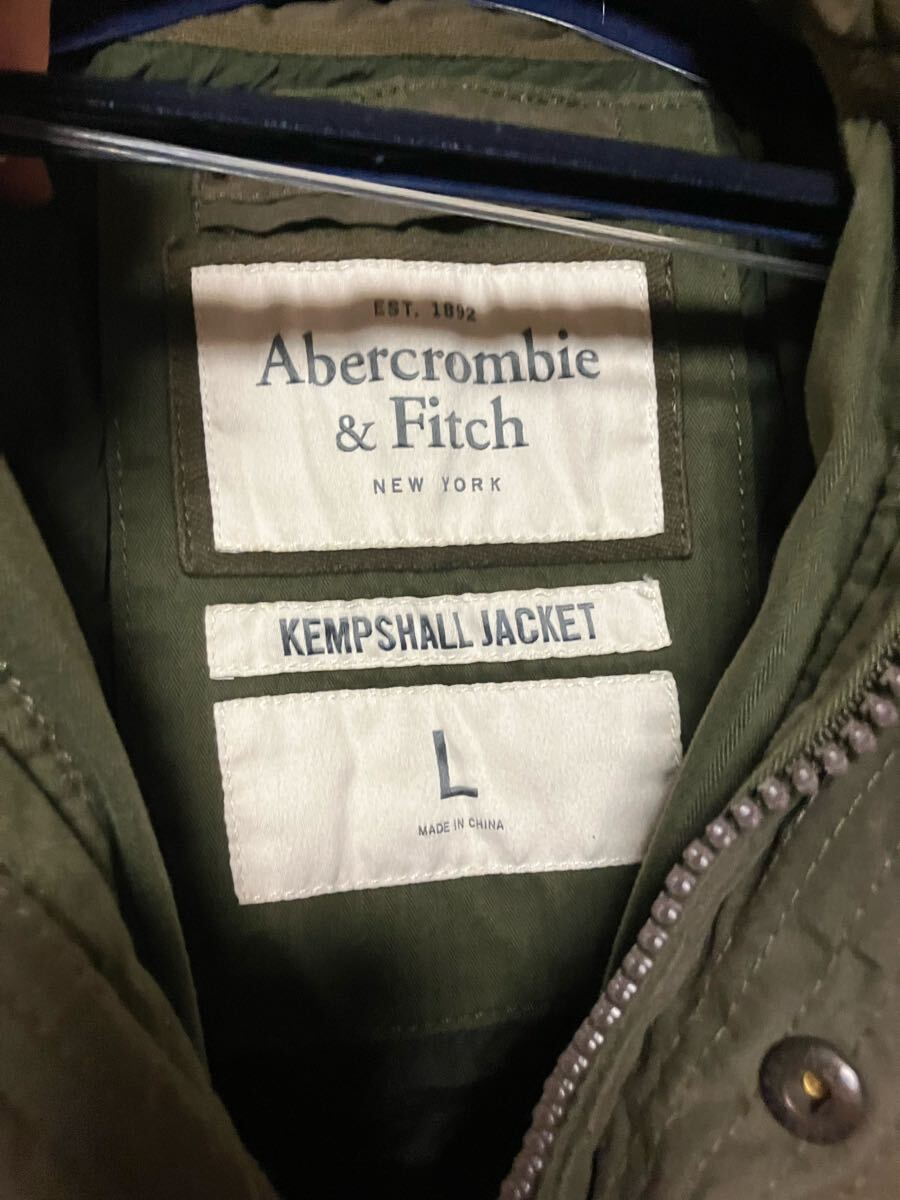 EST. 1892
Abercrombie
& Fitch
NEW YORK
KEMPSHALL JACKET
L
MADE IN CHINA